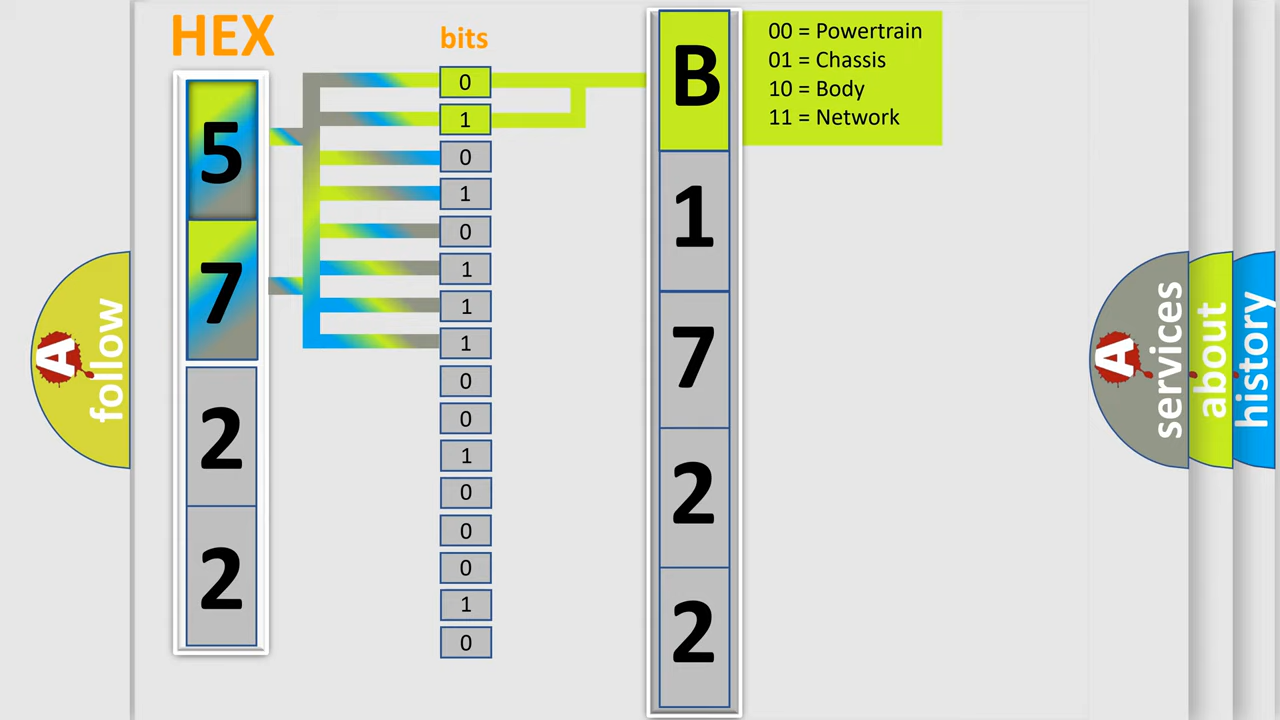 HEX
bits
5
7
2
2
0
1
0
1
0
1
1
1
0
0
1
0
0
0
1
0
B
1
7
2
2
00 = Powertrain
01 = Chassis
10 = Body
11 = Network
A
follow
A
services
about
history